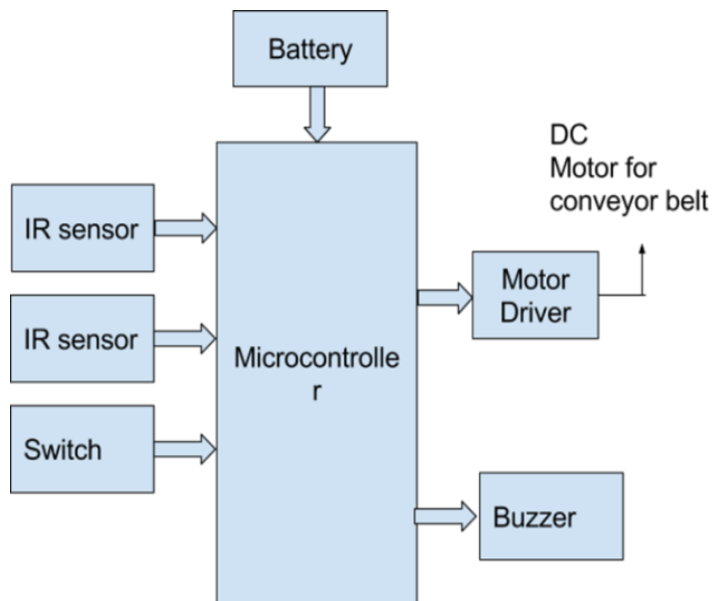 Battery
DC
Motor for
conveyor belt
IR sensor
Motor
Driver
IR sensor
Microcontrolle
r
Switch
Buzzer